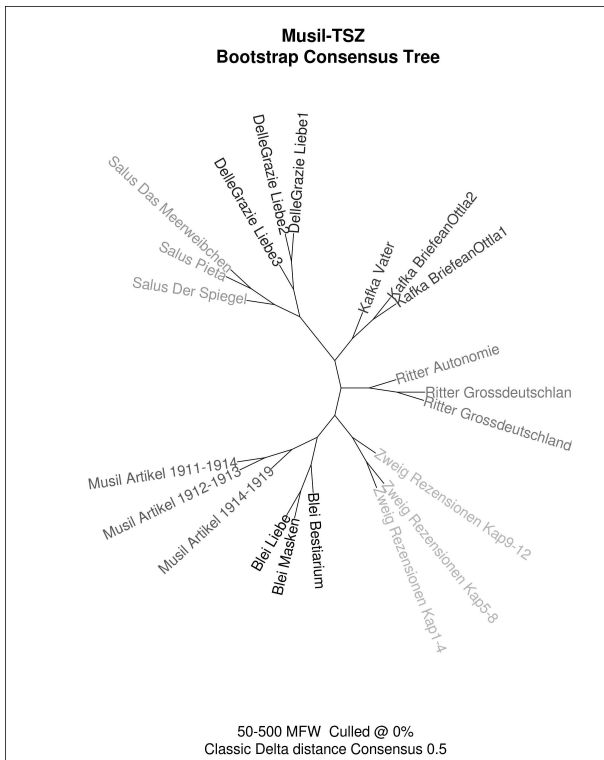 Musil-TSZ
Bootstrap Consensus Tree
DelleGrazie Liebe1
DelleGrazie Liebe2
DelleGrazie Liebe3
Salus Das Meerweibchen
Salus Pieta
Salus Der Spiegel
Kafka Vater
Kafka BriefeanOttla2
Kafka BriefeanOttla1
Ritter Autonomie
Ritter Grossdeutschlan
Ritter Grossdeutschland
Musil Artikel 1911-1914
Musil Artikel 1912-1913
Musil Artikel 1914-1919
Blei Liebe
Blei Masken
Blei Bestiarium
Zweig Rezensionen Kap9-12
Zweig Rezensionen Kap5-8
Zweig Rezensionen Kap1-4
50-500 MFW Culled @ 0%
Classic Delta distance Consensus 0.5